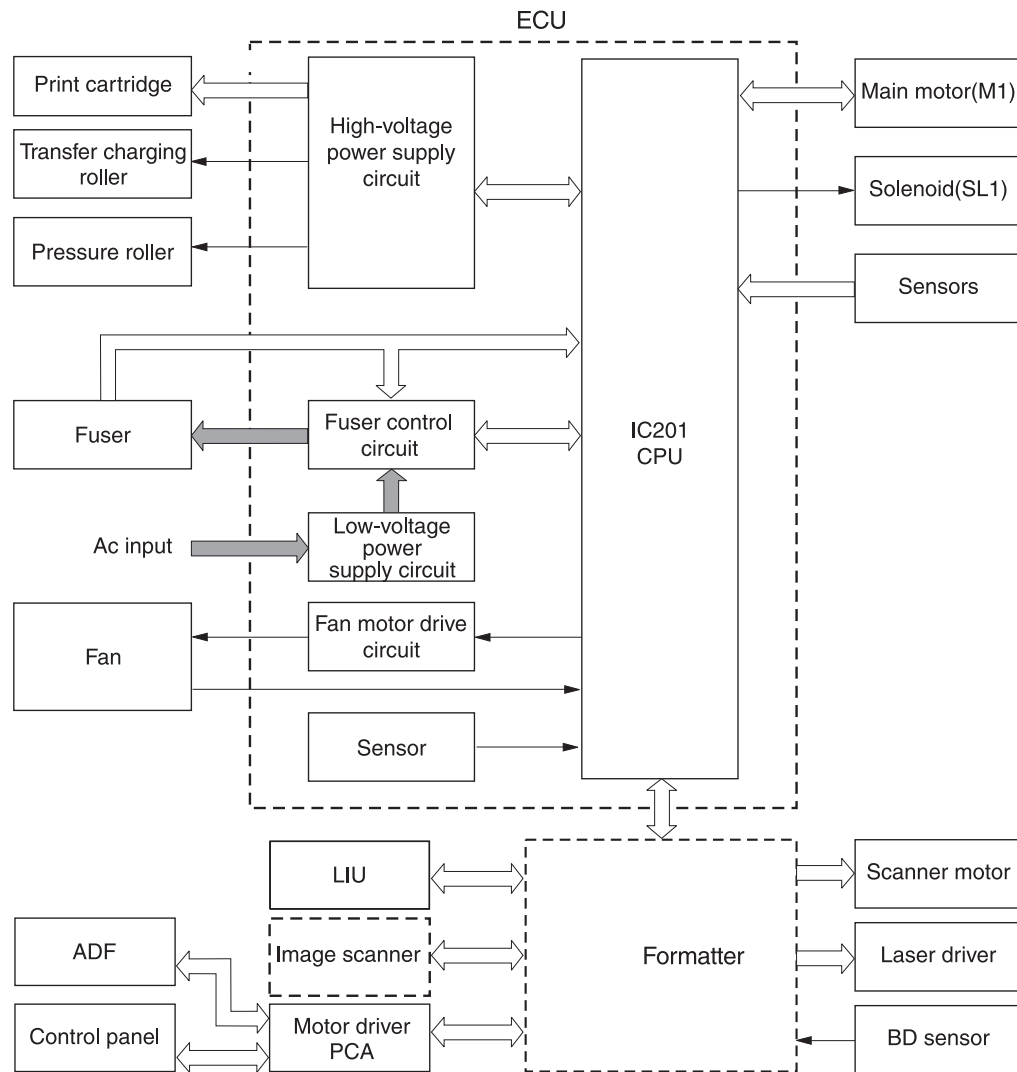 ECU
Print cartridge
Transfer charging
roller
Pressure roller
High-voltage
power supply
circuit
Main motor(M1)
Solenoid(SL1)
Sensors
Fuser
Fuser control
circuit
IC201
CPU
Ac input
Low-voltage
power
supply circuit
Fan
Fan motor drive
circuit
Sensor
LIU
Image scanner
ADF
Control panel
Motor driver
PCA
Formatter
Scanner motor
Laser driver
BD sensor